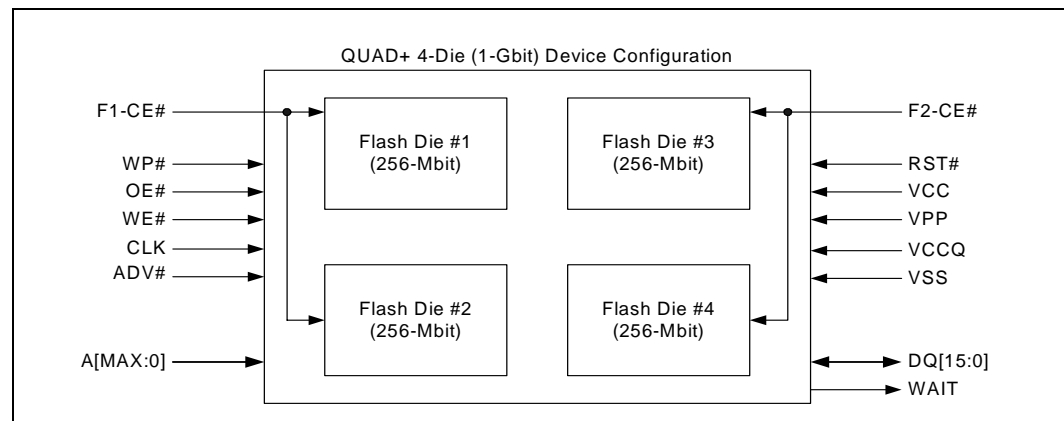 QUAD+ 4-Die (1-Gbit) Device Configuration
F1-CE#
WP#
OE#
WE#
CLK
ADV#
A[MAX:0]
Flash Die #1
(256-Mbit)
Flash Die #2
(256-Mbit)
Flash Die #3
(256-Mbit)
Flash Die #4
(256-Mbit)
F2-CE#
RST#
VCC
VPP
VCCQ
VSS
DQ[15:0]
WAIT